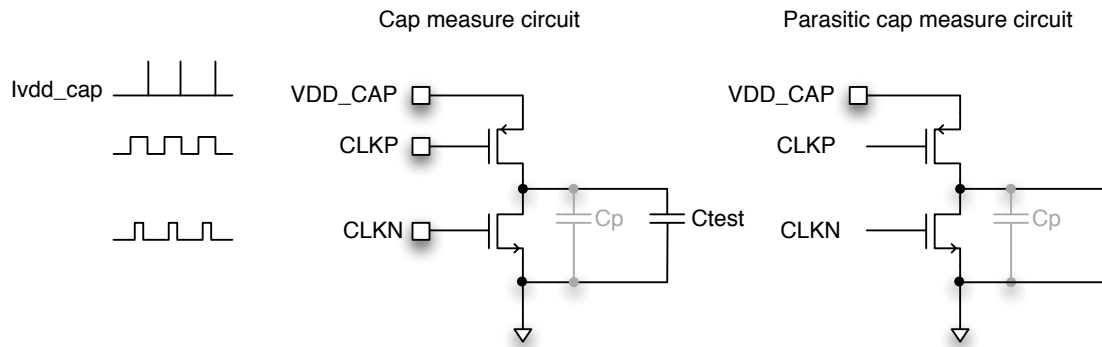 Cap measure circuit
Parasitic cap measure circuit
Ivdd_cap
VDD_CAP
VDD_CAP
CLKP
CLKP
CLKN
Cp
Ctest
CLKN
Cp